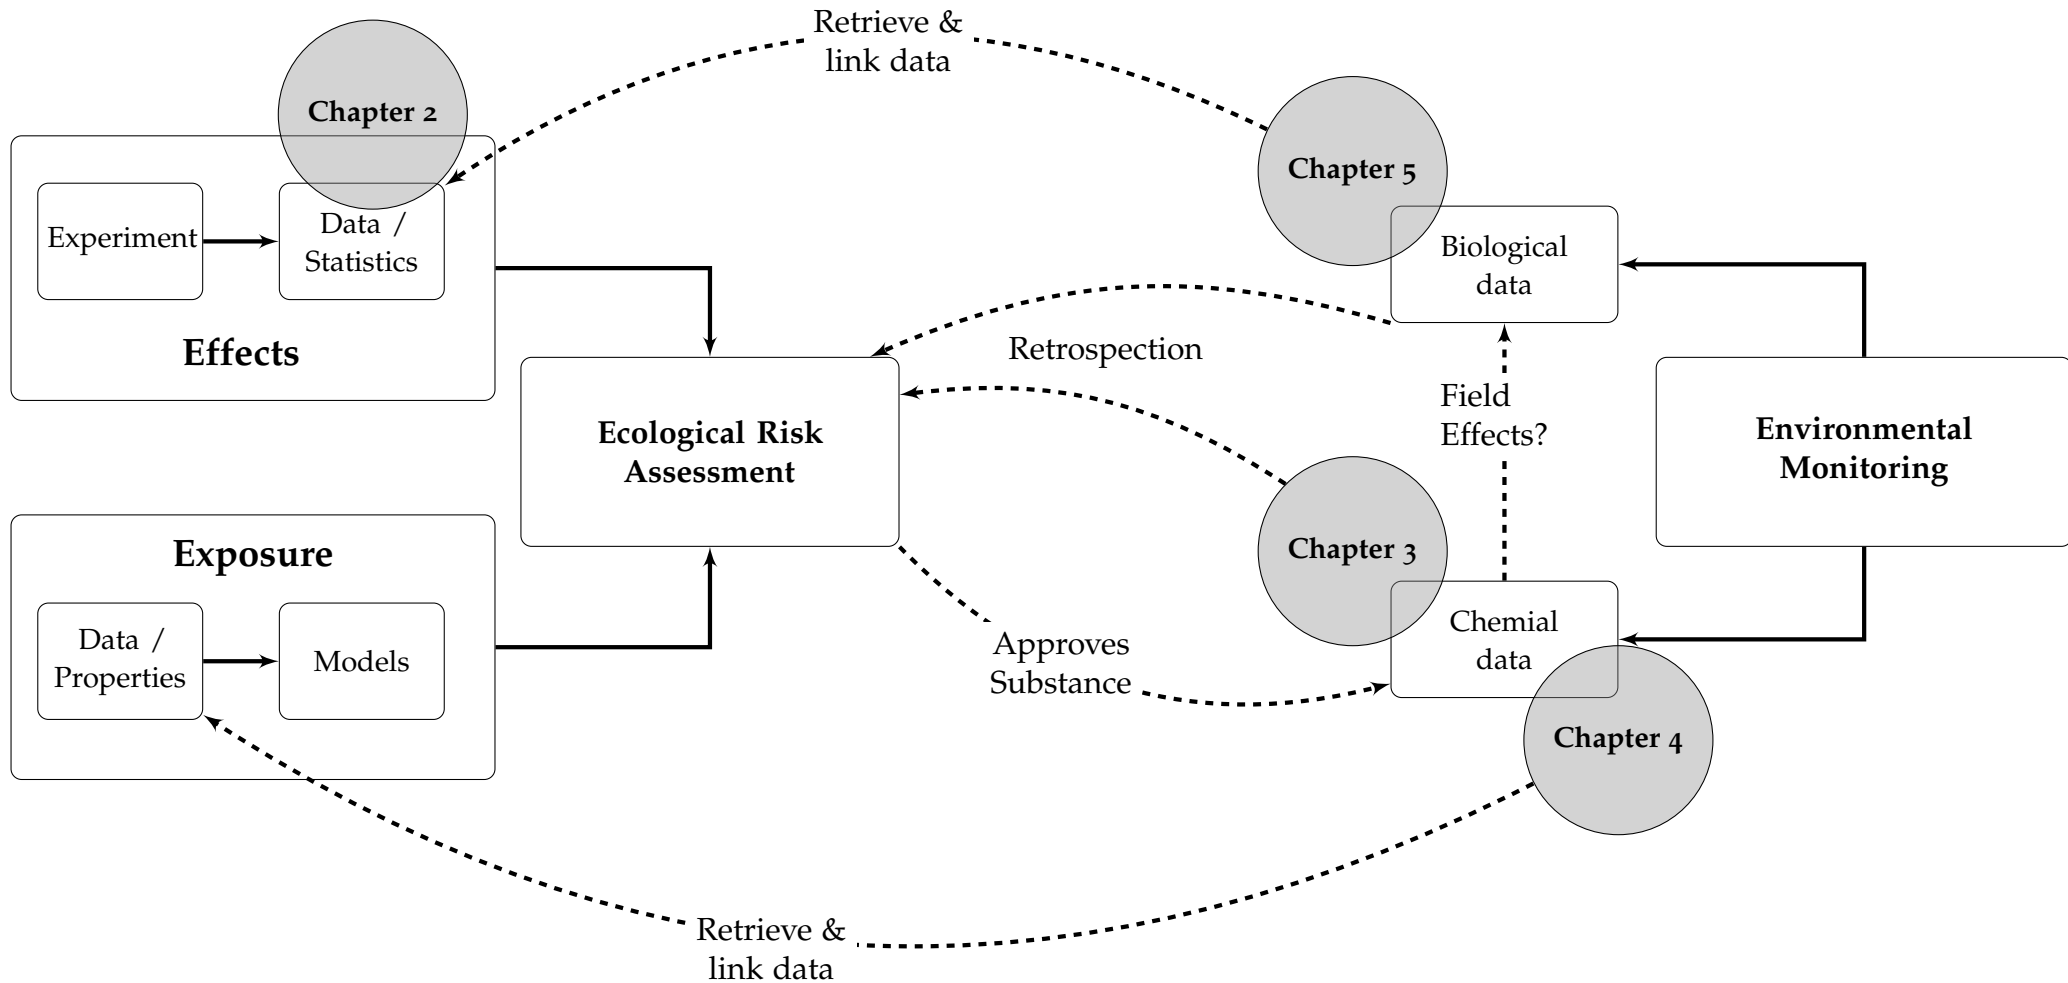 Retrieve &
link data
Chapter 2
Chapter 5
Experiment
Data /
Statistics
Effects
Biological
data
Retrospection
Field
Effects?
Ecological Risk
Assessment
Environmental
Monitoring
Exposure
Data /
Properties
Models
Chapter 3
Approves
Substance
Chemial
data
Chapter 4
Retrieve &
link data